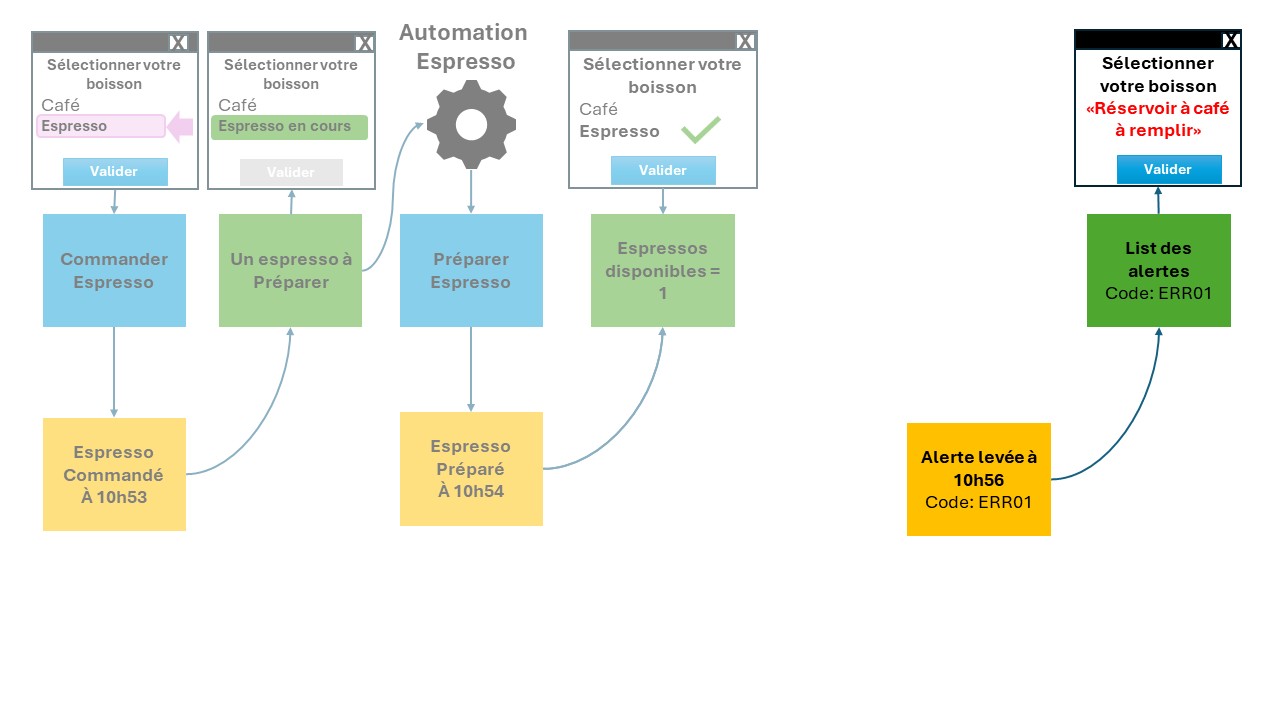 X
Sélectionner votre
boisson
Café
Espresso
Valider
X
Sélectionner votre
boisson
Café
Espresso en cours
Valider
Automation
Espresso
X
Sélectionner votre
boisson
Café
Espresso
Valider
X
Sélectionner
votre boisson
«Réservoir à café
à remplir»
Valider
Commander
Espresso
Un espresso à
Préparer
Préparer
Espresso
Espressos
disponibles =
1
List des
alertes
Code: ERR01
Espresso
Commandé
À 10h53
Espresso
Préparé
À 10h54
Alerte levée à
10h56
Code: ERR01